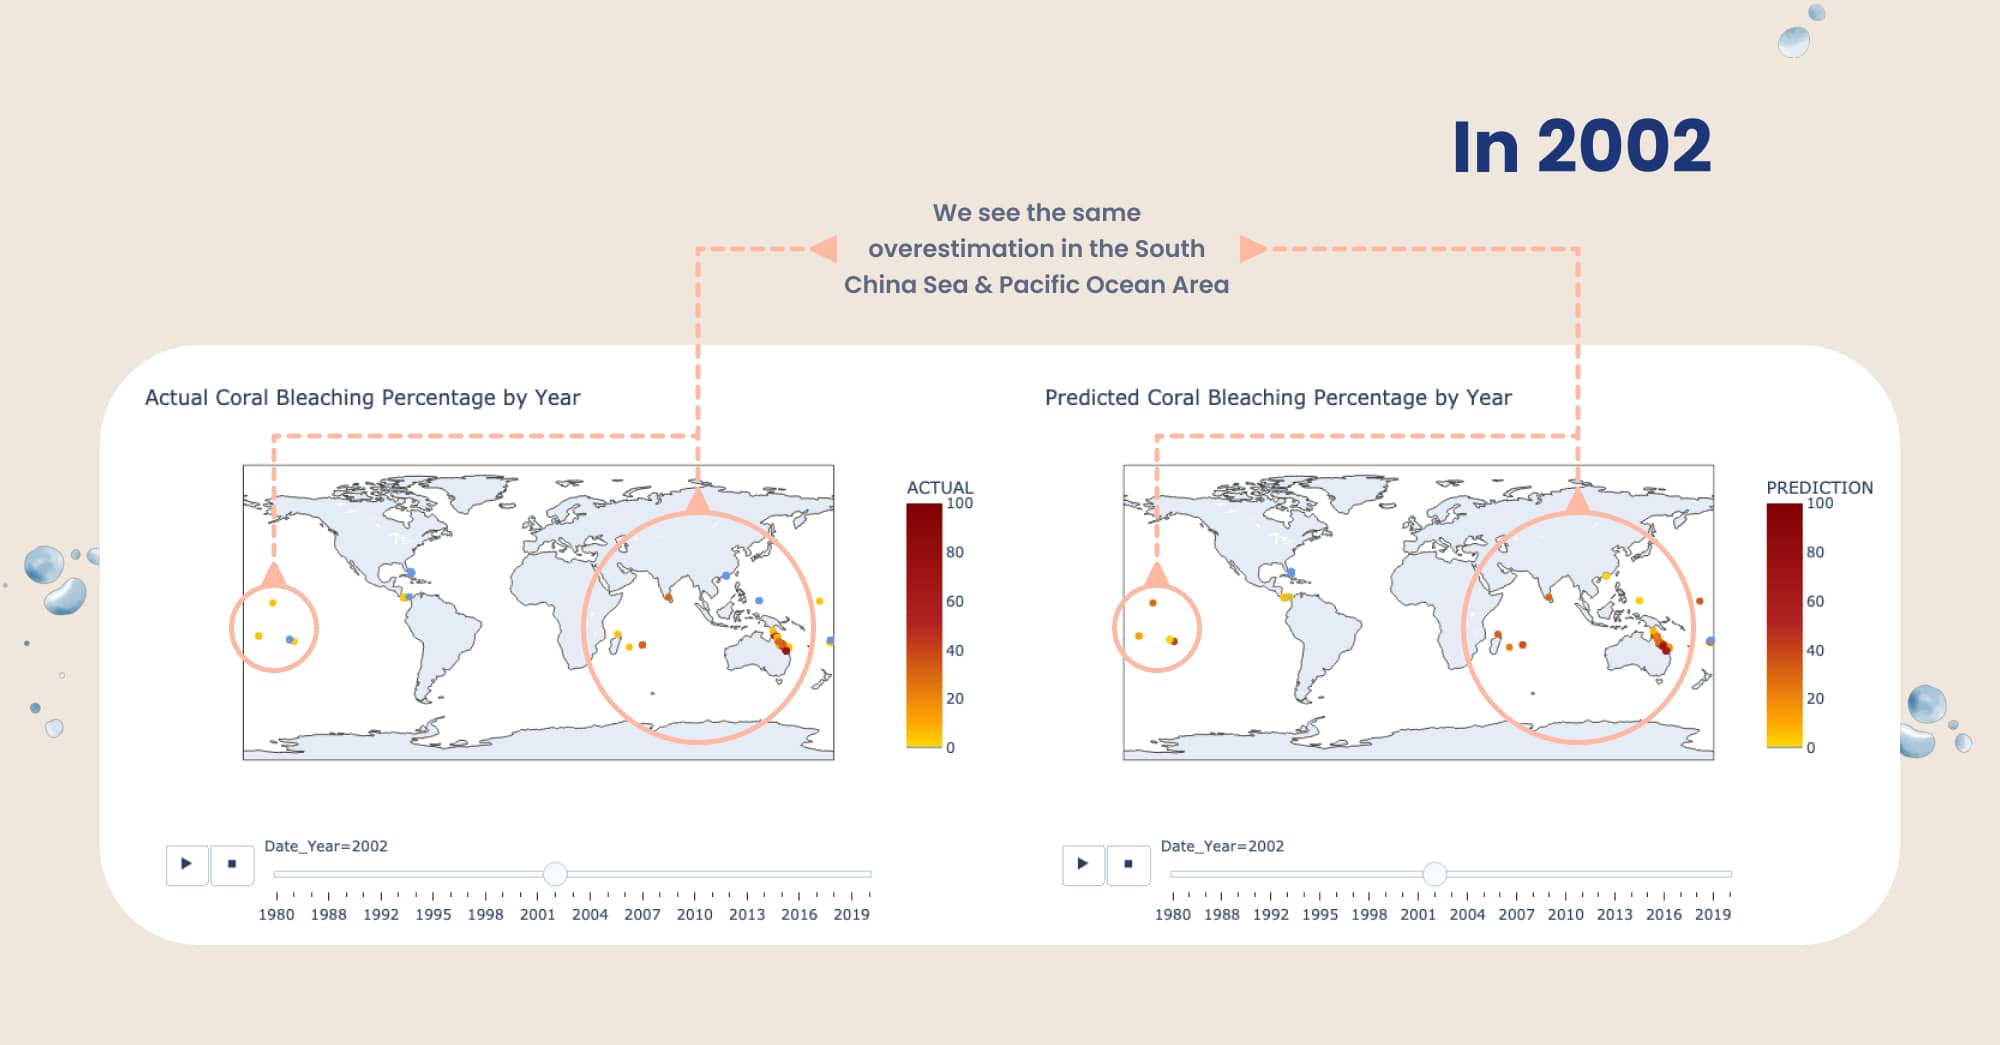 In 2002
We see the same
overestimation in the South
China Sea & Pacific Ocean Area
Actual Coral Bleaching Percentage by Year
ACTUAL
100
80
60
40
20
0
Date_Year=2002
1980 1988 1992 1995 1998 2001 2004 2007 2010 2013 2016 2019
Predicted Coral Bleaching Percentage by Year
PREDICTION
100
80
60
40
20
0
Date_Year=2002
1980 1988 1992 1995 1998 2001 2004 2007 2010 2013 2016 2019